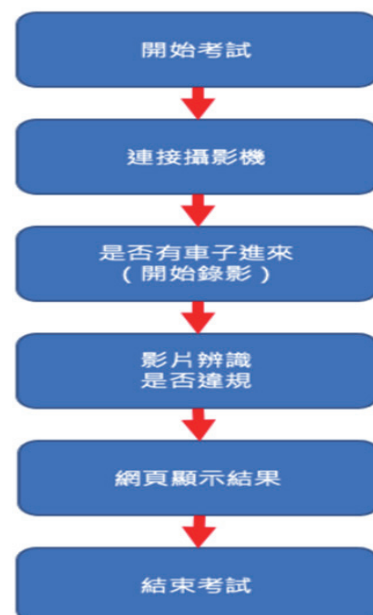 開始考試
連接攝影機
是否有車子進來
(開始錄影)
影片辨識
是否違規
網頁顯示結果
結束考試